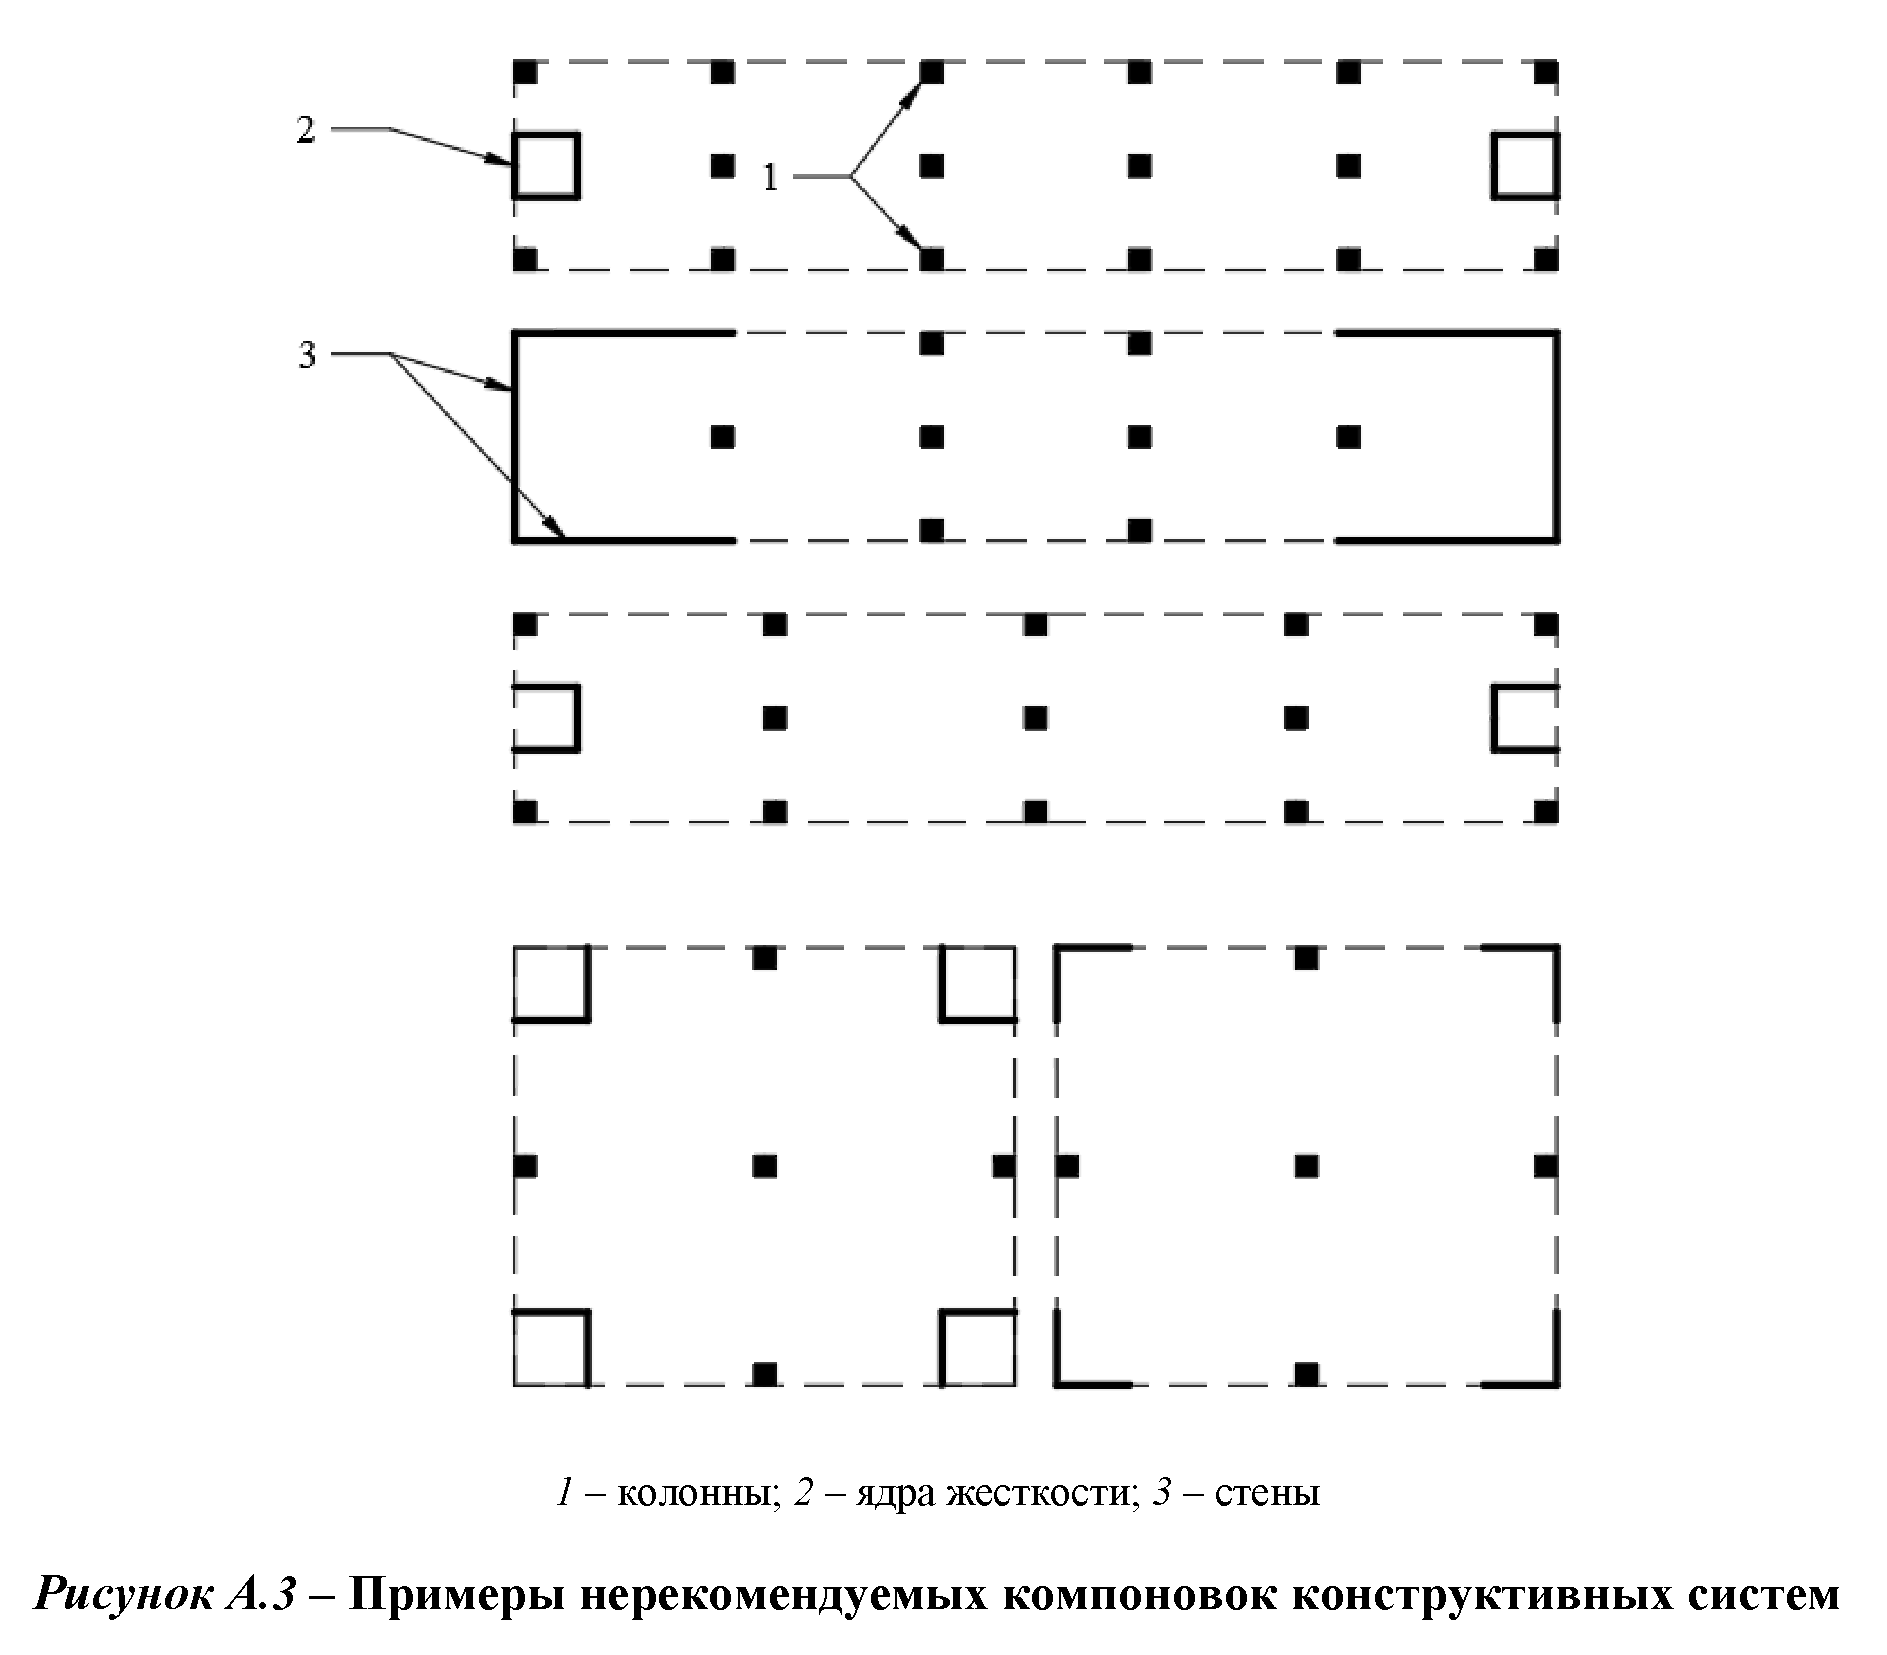 2
1
3
1 – колонны; 2 – ядра жесткости; 3 – стены
Рисунок А.3 – Примеры нерекомендуемых компоновок конструктивных систем